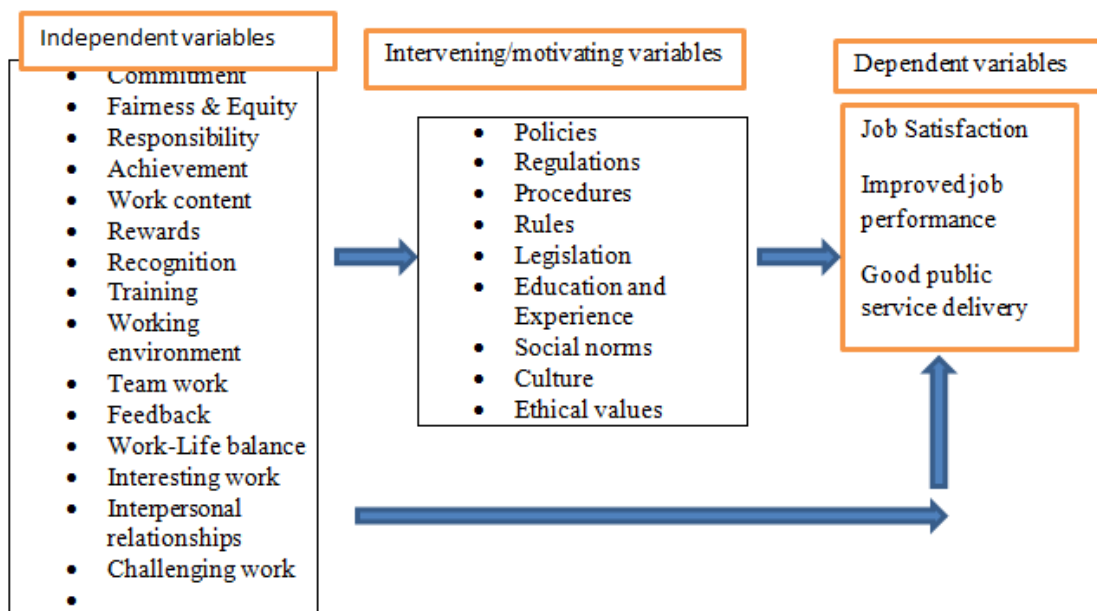 Independent variables
• Commitment
• Fairness & Equity
• Responsibility
• Achievement
• Work content
• Rewards
• Recognition
• Training
• Working
environment
• Team work
• Feedback
• Work-Life balance
• Interesting work
• Interpersonal
relationships
• Challenging work
•
Intervening/motivating variables
• Policies
• Regulations
• Procedures
• Rules
• Legislation
• Education and
Experience
• Social norms
• Culture
• Ethical values
Dependent variables
Job Satisfaction
Improved job
performance
Good public
service delivery